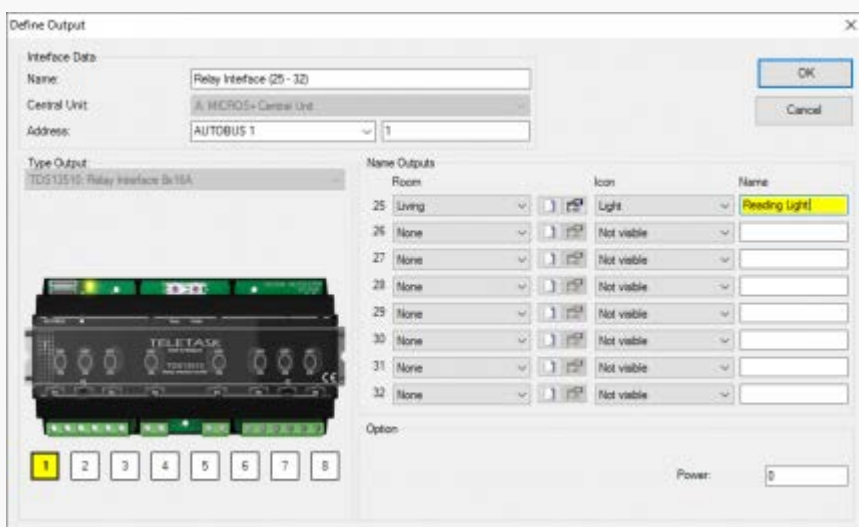 Define Output
Interface Data
Name: Relay Interface (25 - 32)
Central Unit: A: MICROS+ Central Unit
Address: AUTOBUS 1 1
OK
Cancel
Type Output:
TDS13510: Relay Interface 8x16A
TELETASK
TDS13510
CE
1 2 3 4 5 6 7 8
Name Outputs
Room Icon Name
25 Living Light Reading Light
26 None Not visible
27 None Not visible
28 None Not visible
29 None Not visible
30 None Not visible
31 None Not visible
32 None Not visible
Option
Power: 0